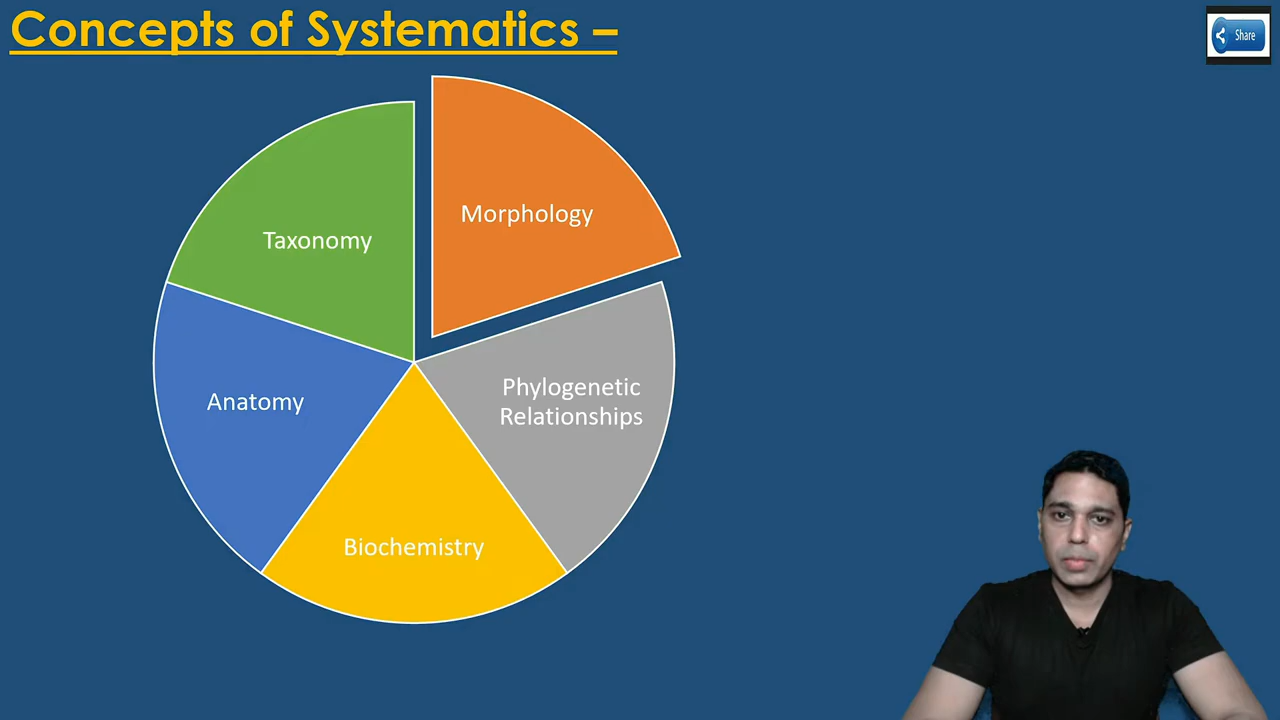 Concepts of Systematics –
Share
Morphology
Taxonomy
Phylogenetic
Relationships
Anatomy
Biochemistry